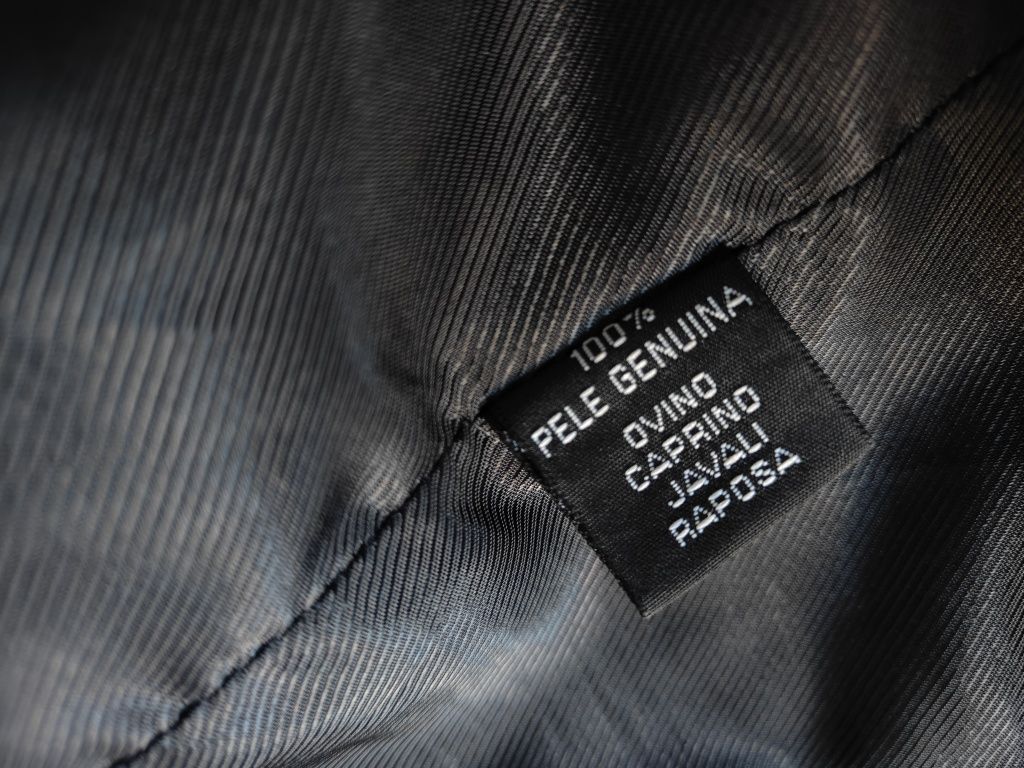 100%
PELE GENUINA
OVINO
CAPRINO
JAVALI
RAPOSA